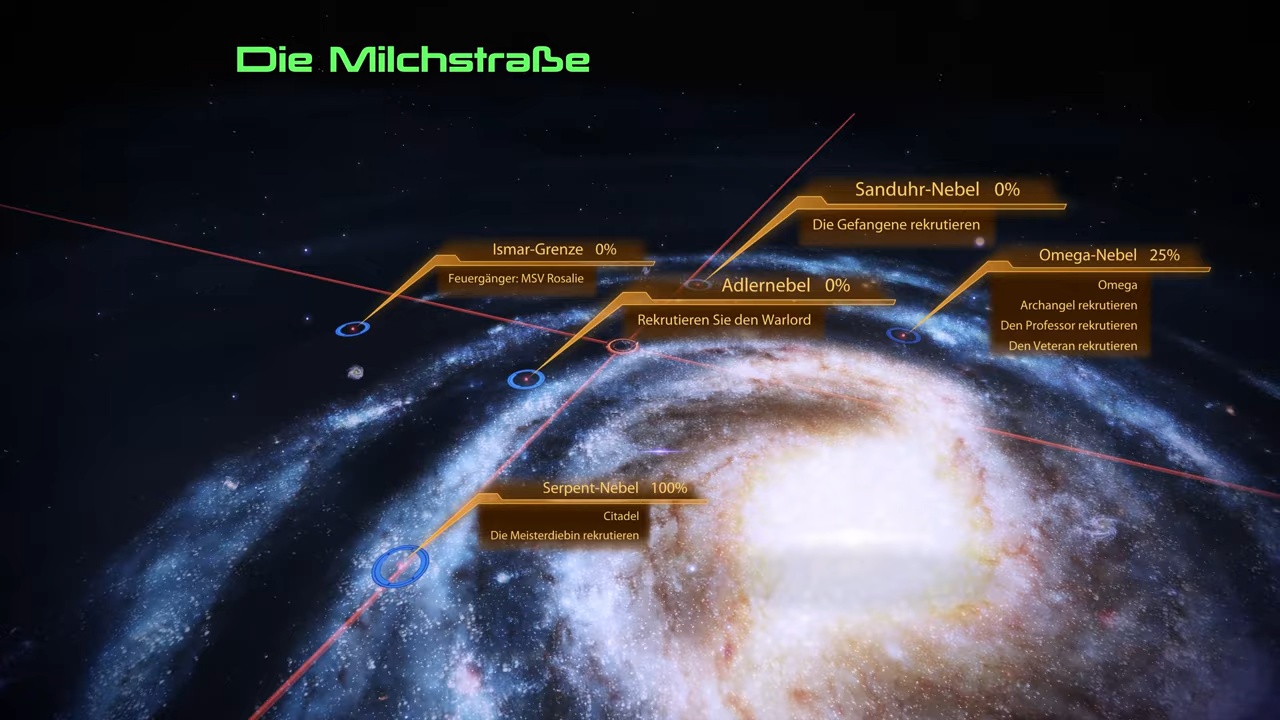 Die Milchstraße
Sanduhr-Nebel 0%
Die Gefangene rekrutieren
Ismar-Grenze 0%
Feuergänger: MSV Rosalie
Omega-Nebel 25%
Omega
Archangel rekrutieren
Den Professor rekrutieren
Den Veteran rekrutieren
Adlernebel 0%
Rekrutieren Sie den Warlord
Serpent-Nebel 100%
Citadel
Die Meisterdiebin rekrutieren